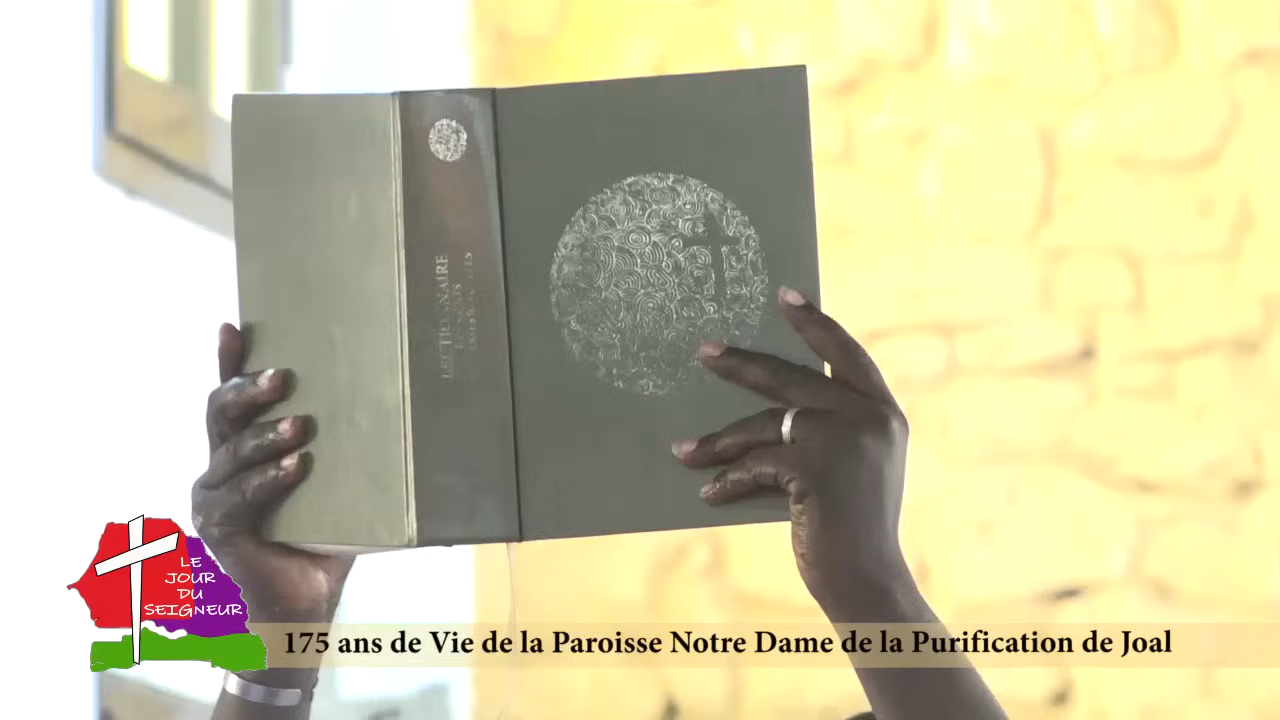 LECTIONNAIRE
LE
JOUR
DU
SEIGNEUR
175 ans de Vie de la Paroisse Notre Dame de la Purification de Joal